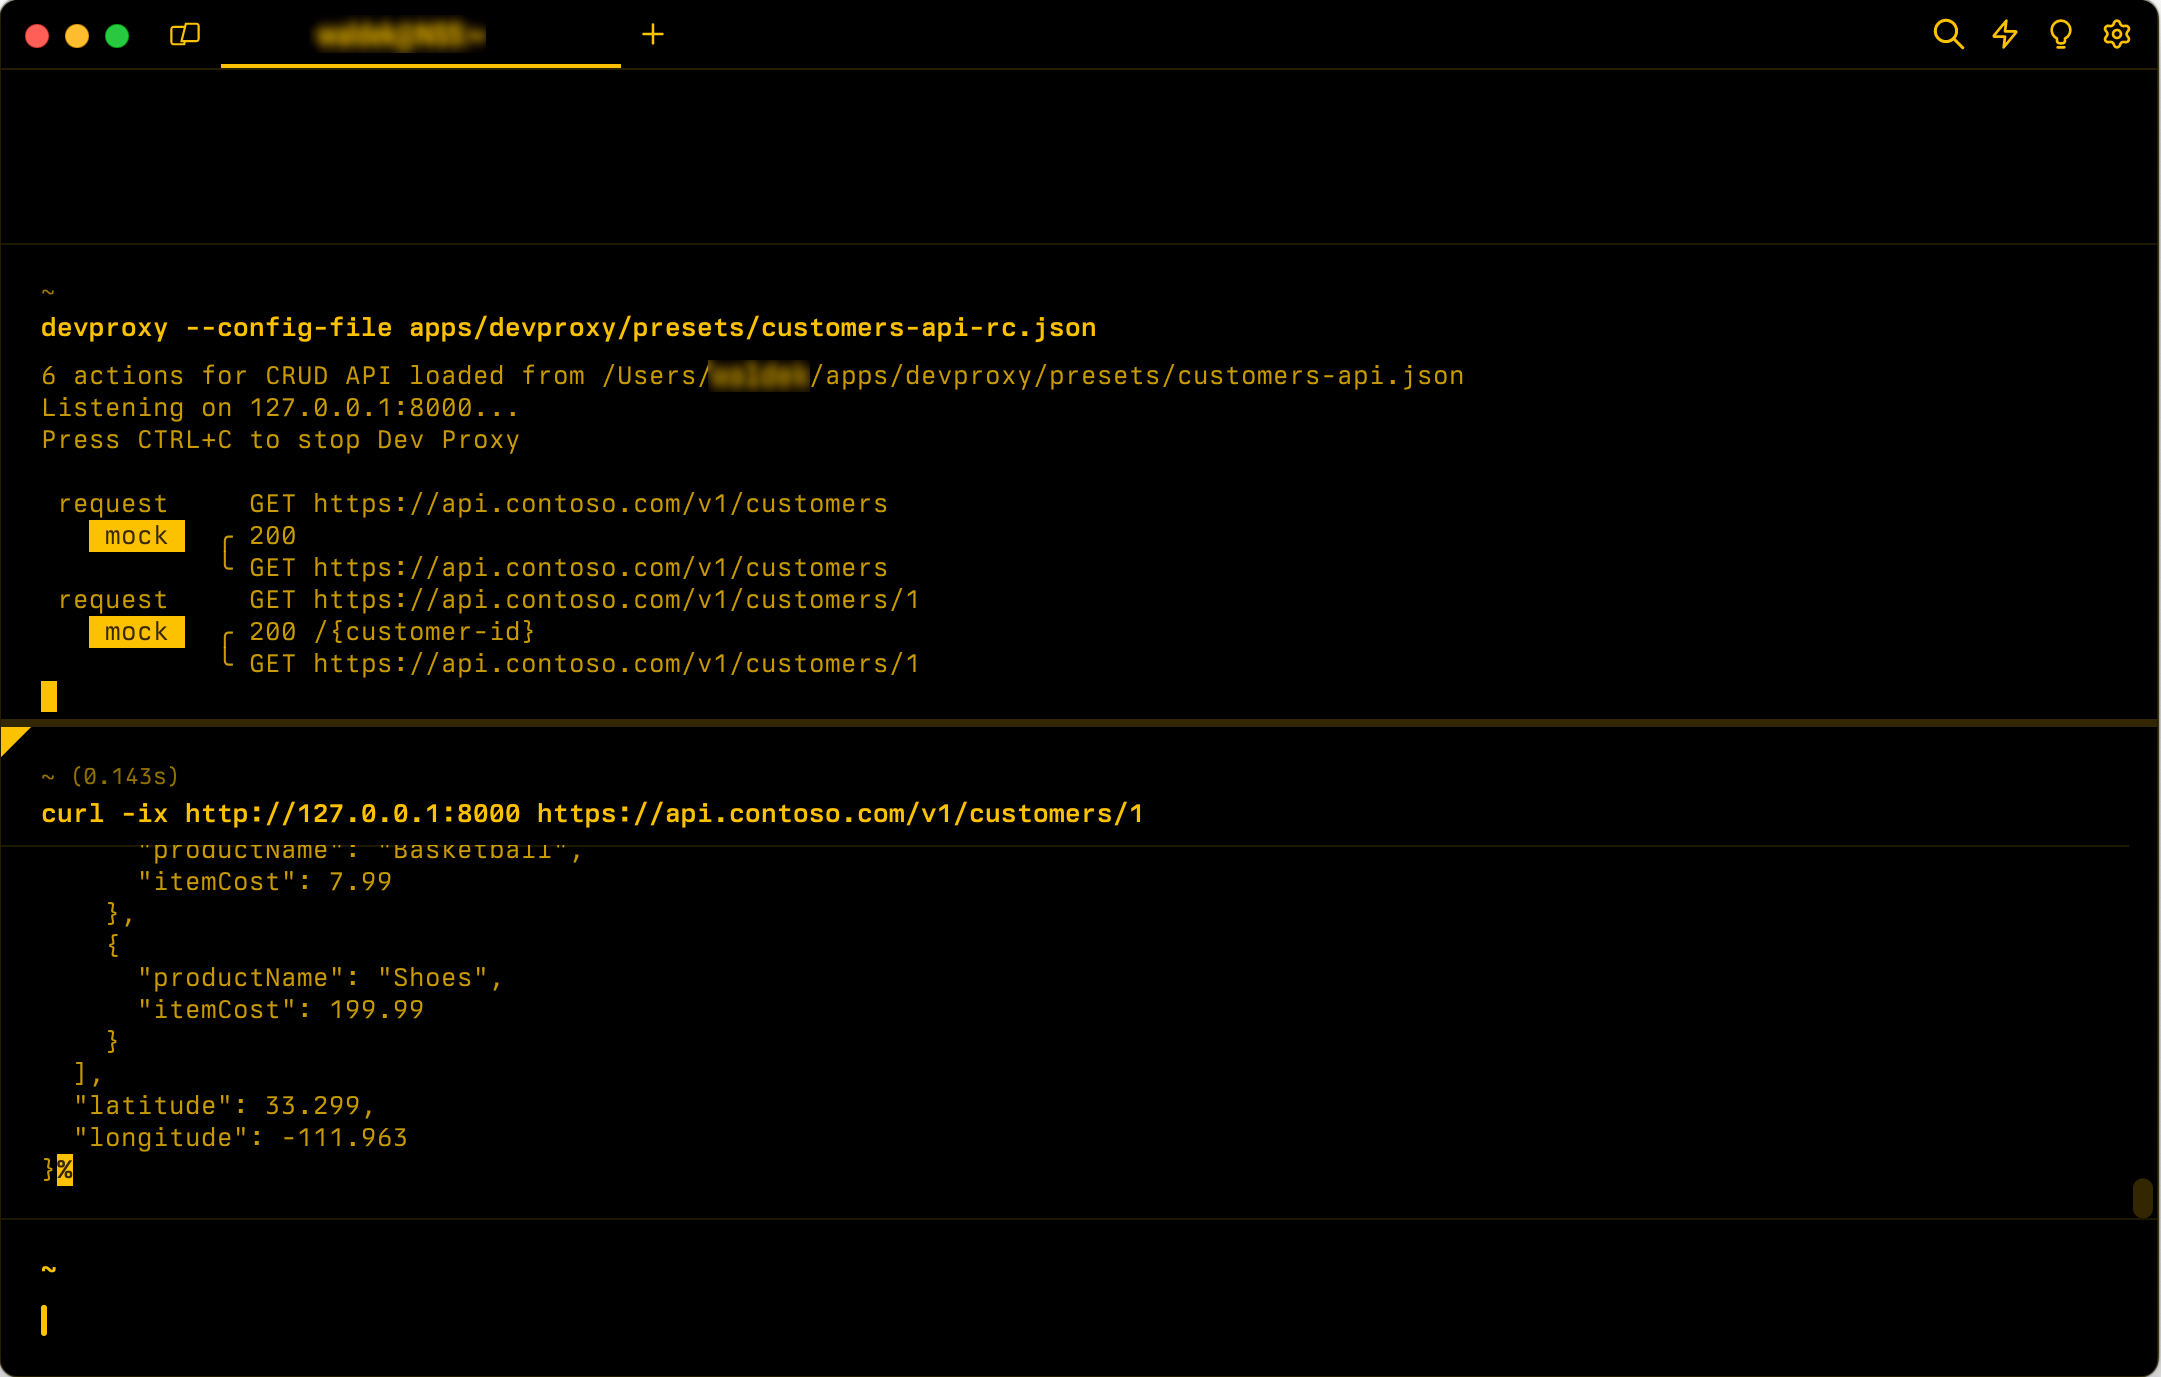 ~
devproxy --config-file apps/devproxy/presets/customers-api-rc.json
6 actions for CRUD API loaded from /Users/ /apps/devproxy/presets/customers-api.json
Listening on 127.0.0.1:8000...
Press CTRL+C to stop Dev Proxy
request GET https://api.contoso.com/v1/customers
mock ╭ 200
╰ GET https://api.contoso.com/v1/customers
request GET https://api.contoso.com/v1/customers/1
mock ╭ 200 /{customer-id}
╰ GET https://api.contoso.com/v1/customers/1
~ (0.143s)
curl -ix http://127.0.0.1:8000 https://api.contoso.com/v1/customers/1
"productName": "Basketball",
"itemCost": 7.99
},
{
"productName": "Shoes",
"itemCost": 199.99
}
],
"latitude": 33.299,
"longitude": -111.963
}%
~